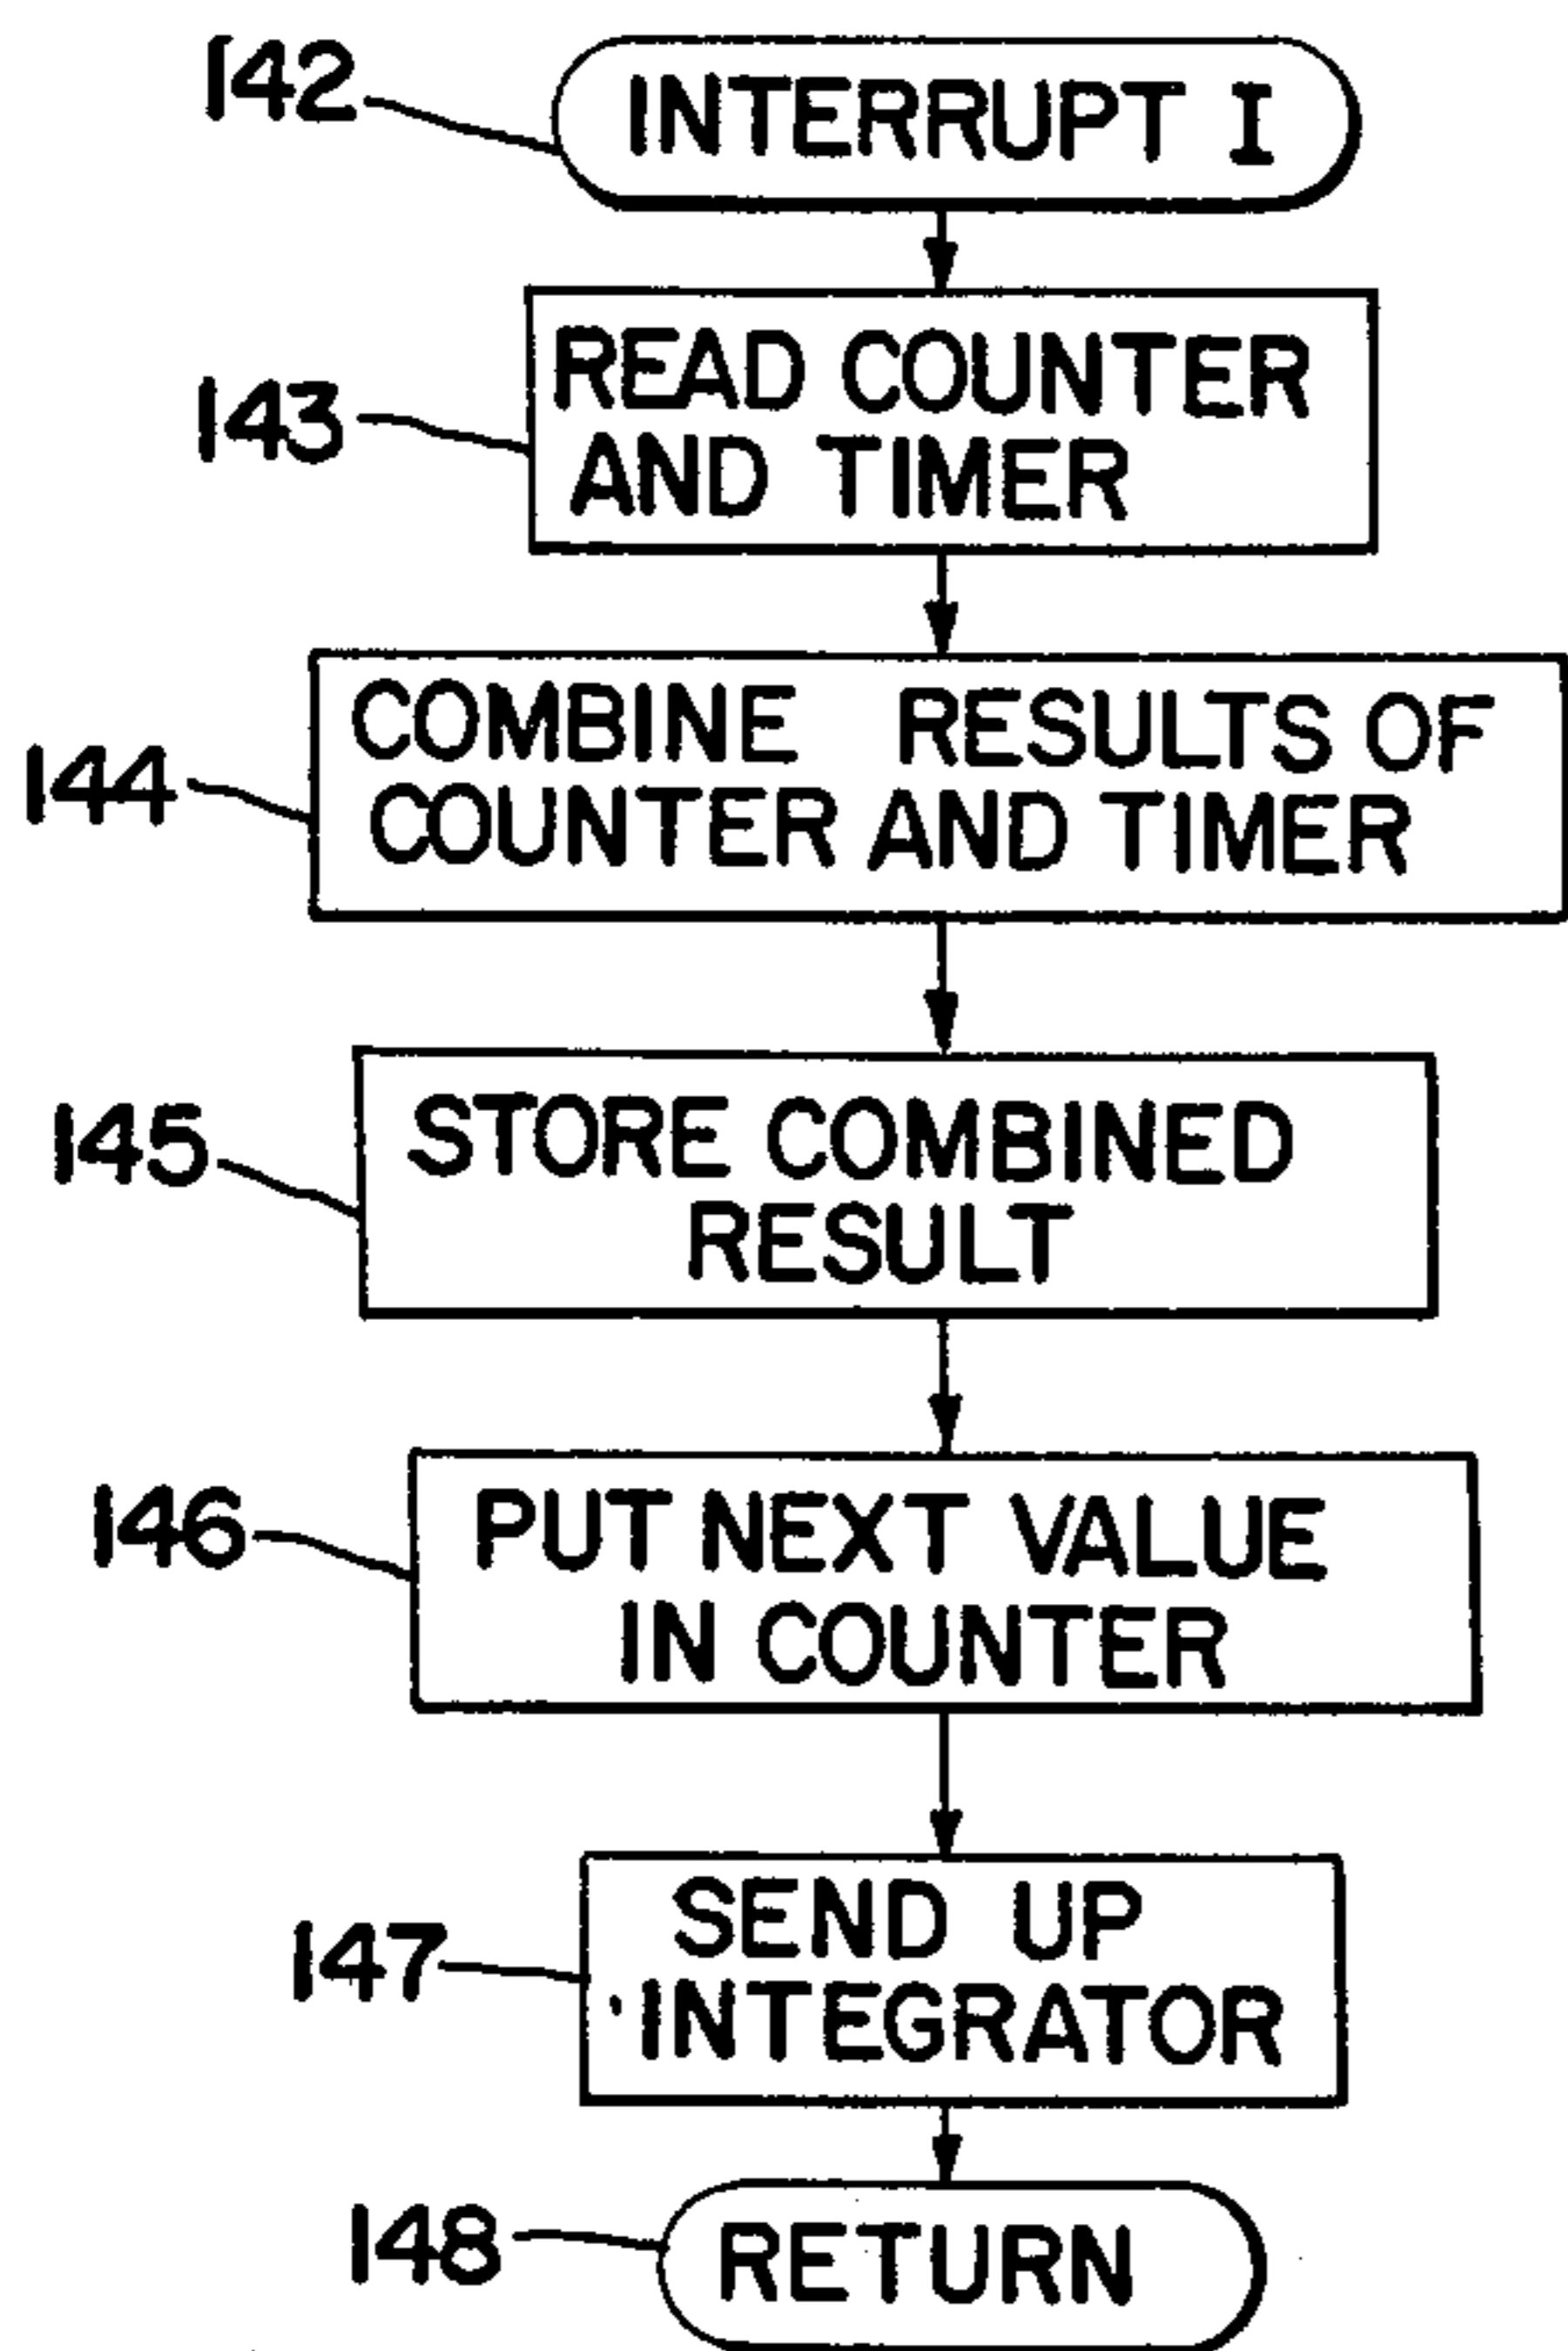 142
INTERRUPT I
143
READ COUNTER
AND TIMER
144
COMBINE RESULTS OF
COUNTER AND TIMER
145
STORE COMBINED
RESULT
146
PUT NEXT VALUE
IN COUNTER
147
SEND UP
INTEGRATOR
148
RETURN